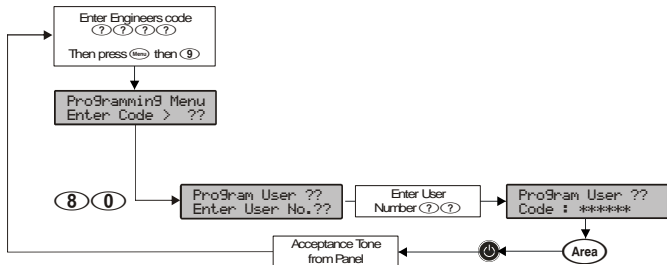 Enter Engineers code
? ? ? ?
Then press Menu then 9
Programming Menu
Enter Code > ??
8 0
Program User ??
Enter User No.??
Enter User
Number ? ?
Program User ??
Code : ******
Area
Acceptance Tone
from Panel